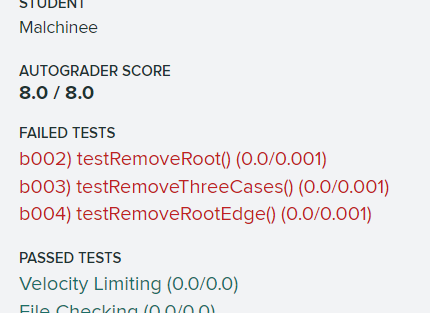 STUDENT
Malchinee
AUTOGRADER SCORE
8.0 / 8.0
FAILED TESTS
b002) testRemoveRoot() (0.0/0.001)
b003) testRemoveThreeCases() (0.0/0.001)
b004) testRemoveRootEdge() (0.0/0.001)
PASSED TESTS
Velocity Limiting (0.0/0.0)
File Checking (0.0/0.0)